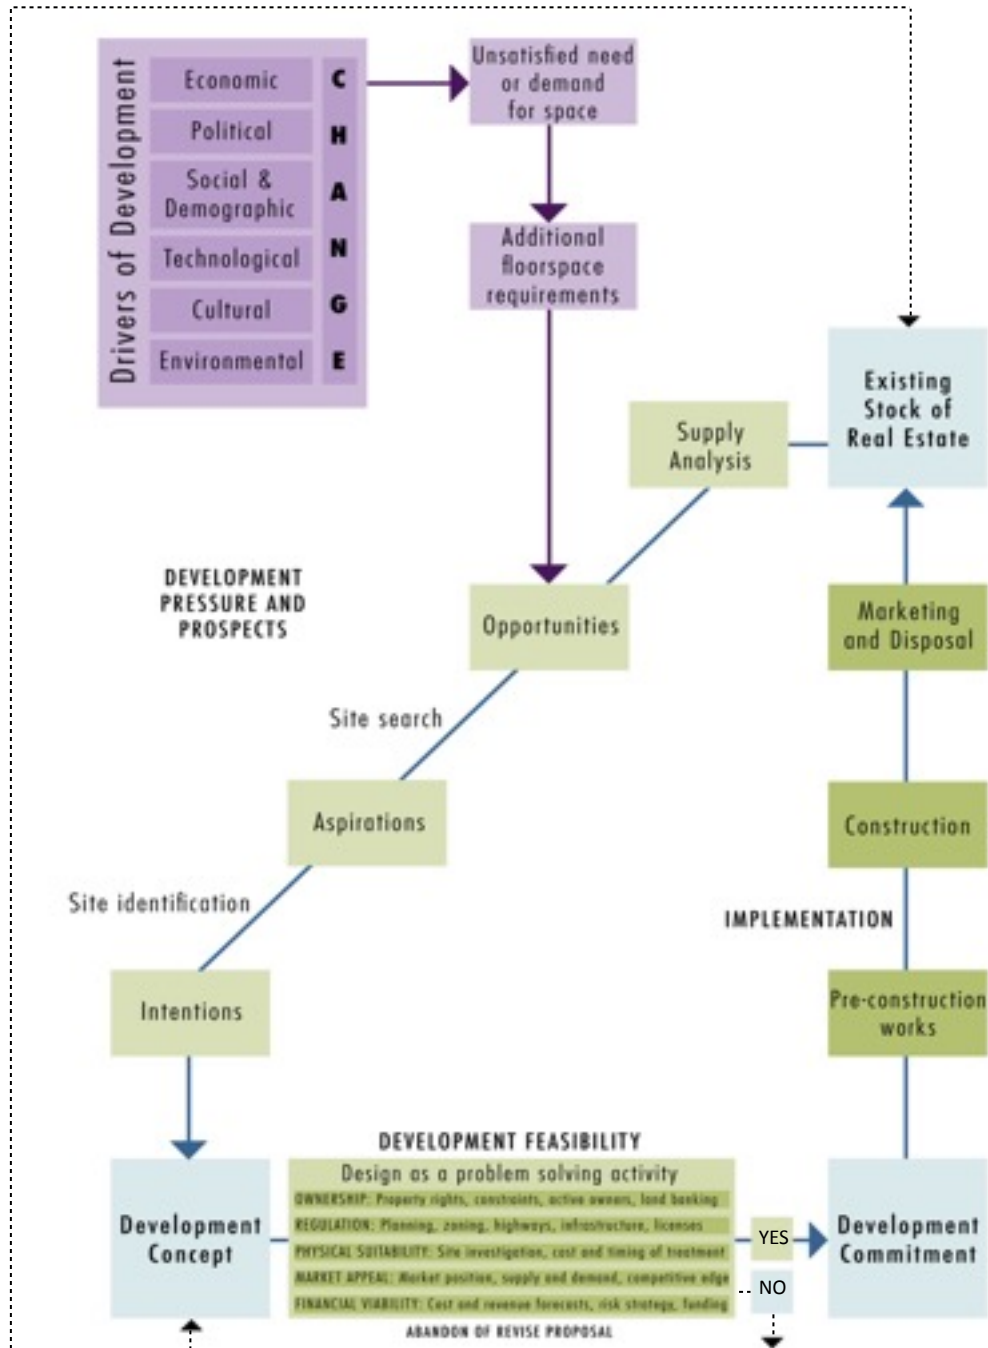 Drivers of Development
Economic
Political
Social &
Demographic
Technological
Cultural
Environmental
C
H
A
N
G
E
Unsatisfied need
or demand
for space
Additional
floorspace
requirements
Existing
Stock of
Real Estate
Supply
Analysis
DEVELOPMENT
PRESSURE AND
PROSPECTS
Opportunities
Marketing
and Disposal
Site search
Aspirations
Construction
Site identification
IMPLEMENTATION
Intentions
Pre-construction
works
DEVELOPMENT FEASIBILITY
Development
Concept
Design as a problem solving activity
OWNERSHIP: Property rights, constraints, active owners, land banking
REGULATION: Planning, zoning, highways, infrastructure, licenses
PHYSICAL SUITABILITY: Site investigation, cost and timing of treatment
MARKET APPEAL: Market position, supply and demand, competitive edge
FINANCIAL VIABILITY: Cost and revenue forecasts, risk strategy, funding
YES
NO
Development
Commitment
ABANDON OF REVISE PROPOSAL